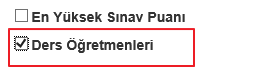 En Yüksek Sınav Puanı
Ders Öğretmenleri